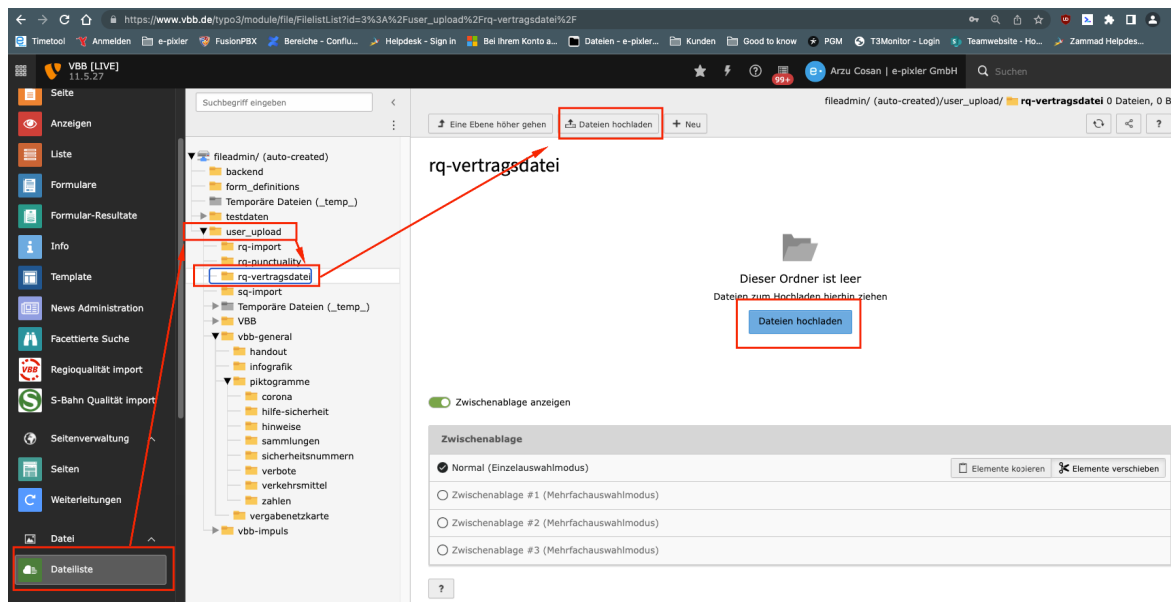 https://www.vbb.de/typo3/module/file/FilelistList?id=3%3A%2Fuser_upload%2Frq-vertragsdatei%2F
Timetool Anmelden e-pixler FusionPBX Bereiche - Conflu... Helpdesk - Sign in Bei Ihrem Konto a... Dateien - e-pixler... Kunden Good to know PGM T3Monitor - Login Teamwebsite - Ho... Zammad Helpdes...
VBB [LIVE]
11.5.27
99+
Arzu Cosan | e-pixler GmbH
Suchen
Seite
Anzeigen
Liste
Formulare
Formular-Resultate
Info
Template
News Administration
Facettierte Suche
Regioqualität import
S-Bahn Qualität import
Seitenverwaltung
Seiten
Weiterleitungen
Datei
Dateiliste
Suchbegriff eingeben
fileadmin/ (auto-created)
backend
form_definitions
Temporäre Dateien (_temp_)
testdaten
user_upload
rq-import
rq-punctuality
rq-vertragsdatei
sq-import
Temporäre Dateien (_temp_)
VBB
vbb-general
handout
infografik
piktogramme
corona
hilfe-sicherheit
hinweise
sammlungen
sicherheitsnummern
verbote
verkehrsmittel
zahlen
vergabenetzkarte
vbb-impuls
fileadmin/ (auto-created)/user_upload/ rq-vertragsdatei 0 Dateien, 0 B
Eine Ebene höher gehen Dateien hochladen + Neu
?
rq-vertragsdatei
Dieser Ordner ist leer
Dateien zum Hochladen hierhin ziehen
Dateien hochladen
Zwischenablage anzeigen
Zwischenablage
Normal (Einzelauswahlmodus) Elemente kopieren Elemente verschieben
Zwischenablage #1 (Mehrfachauswahlmodus)
Zwischenablage #2 (Mehrfachauswahlmodus)
Zwischenablage #3 (Mehrfachauswahlmodus)
?